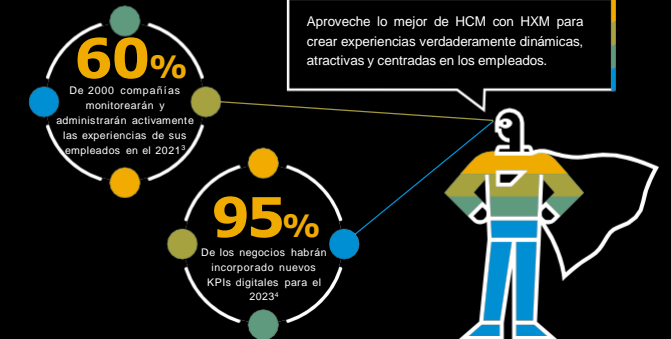 Aproveche lo mejor de HCM con HXM para
crear experiencias verdaderamente dinámicas,
atractivas y centradas en los empleados.
60%
De 2000 compañías
monitorearán y
administrarán activamente
las experiencias de sus
empleados en el 2021³
95%
De los negocios habrán
incorporado nuevos
KPIs digitales para el
2023⁴